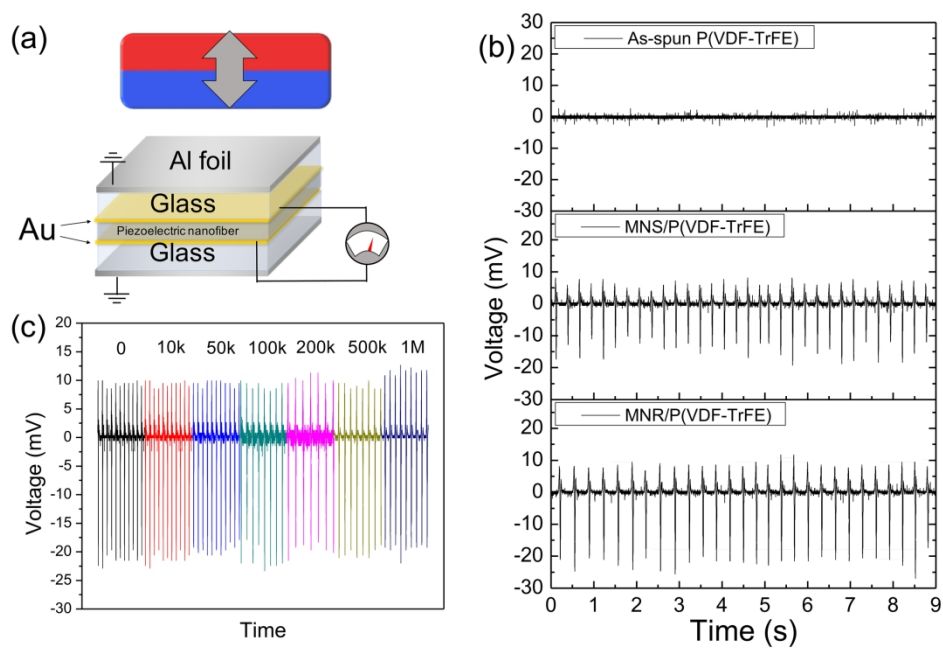 (a)
Al foil
Glass
Au
Piezoelectric nanofiber
Glass
(b)
30
20
10
0
-10
-20
-30
As-spun P(VDF-TrFE)
20
10
0
-10
-20
-30
MNS/P(VDF-TrFE)
20
10
0
-10
-20
-30
MNR/P(VDF-TrFE)
Voltage (mV)
0 1 2 3 4 5 6 7 8 9
Time (s)
(c)
20
15
10
5
0
-5
-10
-15
-20
-25
-30
0 10k 50k 100k 200k 500k 1M
Voltage (mV)
Time